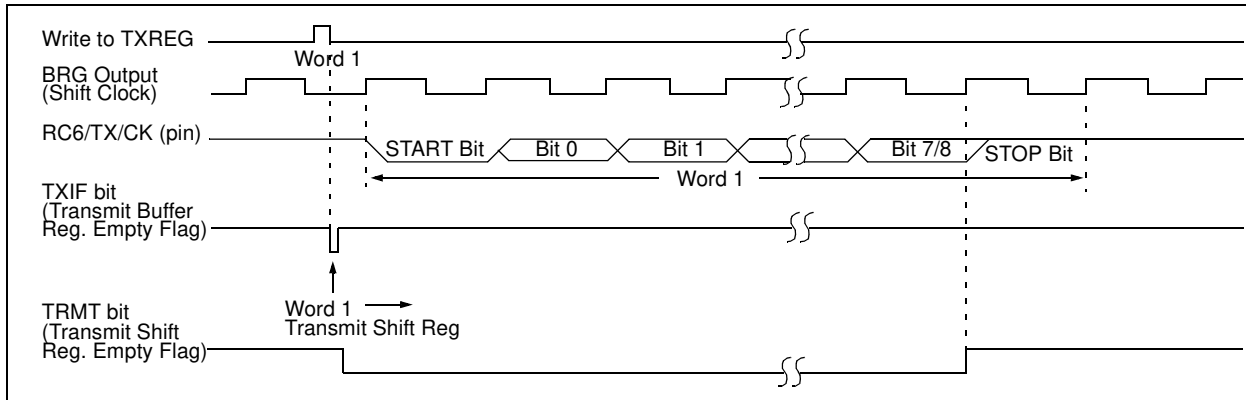 Write to TXREG
Word 1
BRG Output
(Shift Clock)
RC6/TX/CK (pin)
START Bit
Bit 0
Bit 1
Bit 7/8
STOP Bit
Word 1
TXIF bit
(Transmit Buffer
Reg. Empty Flag)
Word 1
Transmit Shift Reg
TRMT bit
(Transmit Shift
Reg. Empty Flag)